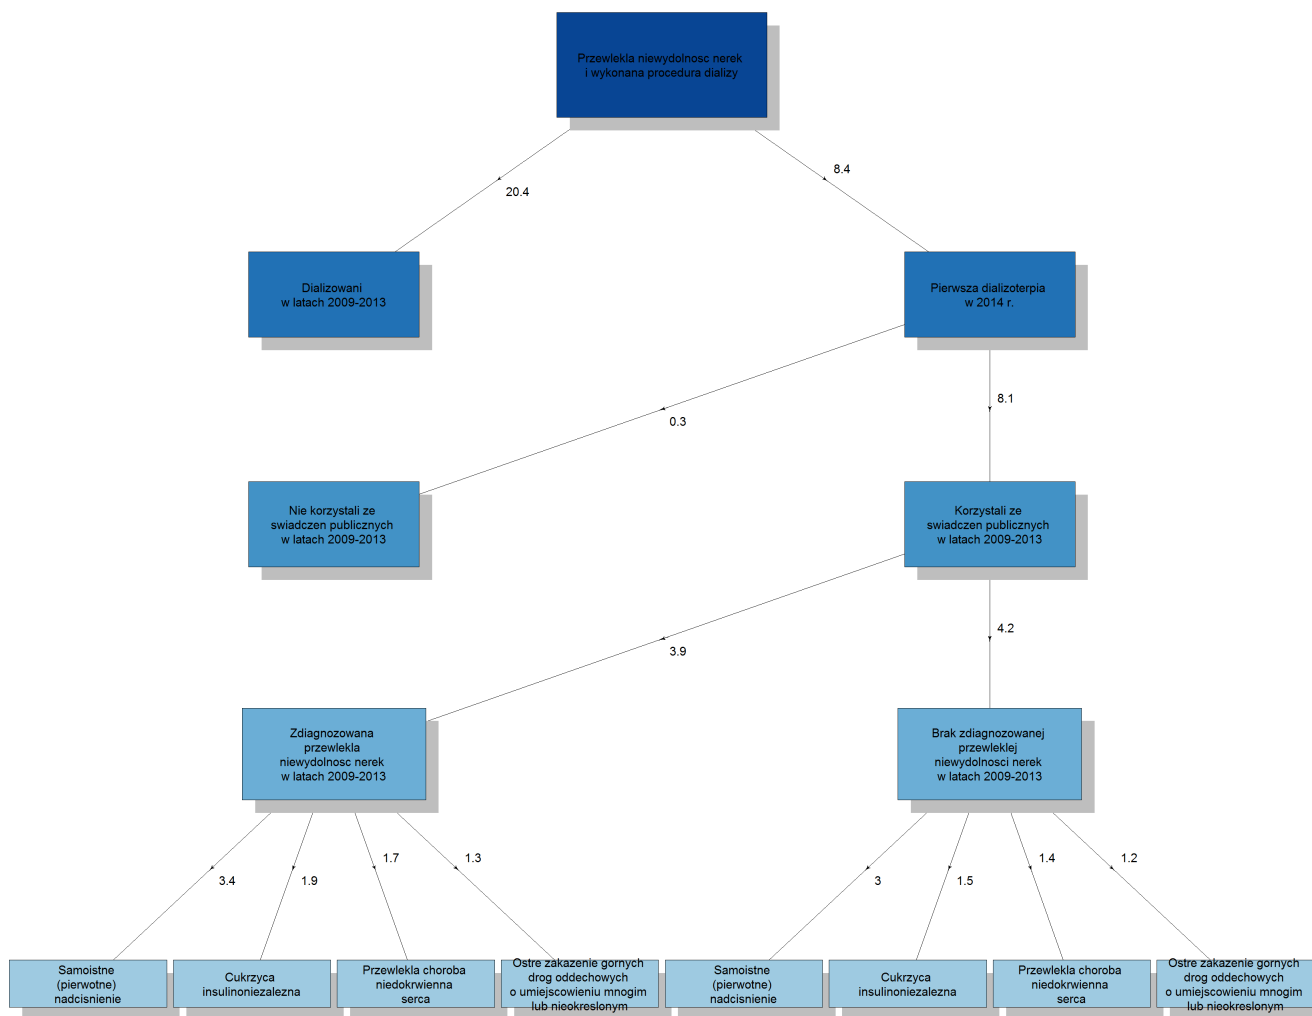 Przewlekla niewydolnosc nerek
i wykonana procedura dializy
20.4
8.4
Dializowani
w latach 2009-2013
Pierwsza dializoterpia
w 2014 r.
0.3
8.1
Nie korzystali ze
swiadczen publicznych
w latach 2009-2013
Korzystali ze
swiadczen publicznych
w latach 2009-2013
3.9
4.2
Zdiagnozowana
przewlekla
niewydolnosc nerek
w latach 2009-2013
Brak zdiagnozowanej
przewleklej
niewydolnosci nerek
w latach 2009-2013
3.4
1.9
1.7
1.3
3
1.5
1.4
1.2
Samoistne
(pierwotne)
nadcisnienie
Cukrzyca
insulinoniezalezna
Przewlekla choroba
niedokrwienna
serca
Ostre zakazenie gornych
drog oddechowych
o umiejscowieniu mnogim
lub nieokreslonym
Samoistne
(pierwotne)
nadcisnienie
Cukrzyca
insulinoniezalezna
Przewlekla choroba
niedokrwienna
serca
Ostre zakazenie gornych
drog oddechowych
o umiejscowieniu mnogim
lub nieokreslonym